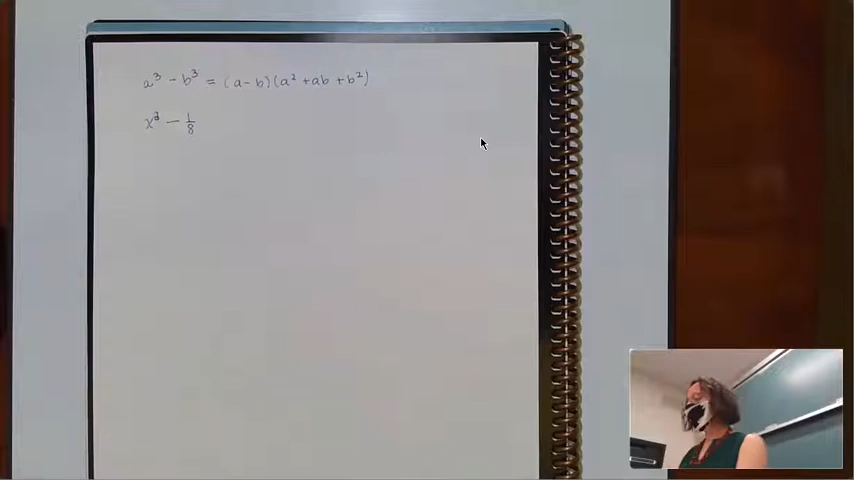 a³ - b³ = (a - b)(a² + ab + b²)
x³ - 1/8